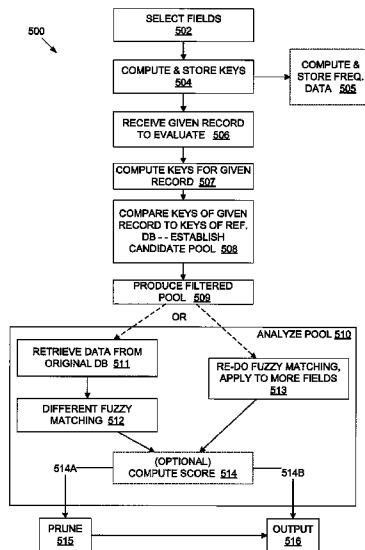 SELECT FIELDS
502
500
COMPUTE & STORE KEYS
504
COMPUTE &
STORE FREQ.
DATA 505
RECEIVE GIVEN RECORD
TO EVALUATE 506
COMPUTE KEYS FOR GIVEN
RECORD 507
COMPARE KEYS OF GIVEN
RECORD TO KEYS OF REF.
DB -- ESTABLISH
CANDIDATE POOL 508
PRODUCE FILTERED
POOL 509
OR
ANALYZE POOL 510
RETRIEVE DATA FROM
ORIGINAL DB 511
RE-DO FUZZY MATCHING,
APPLY TO MORE FIELDS
513
DIFFERENT FUZZY
MATCHING 512
514A
(OPTIONAL)
COMPUTE SCORE 514
514B
PRUNE
515
OUTPUT
516